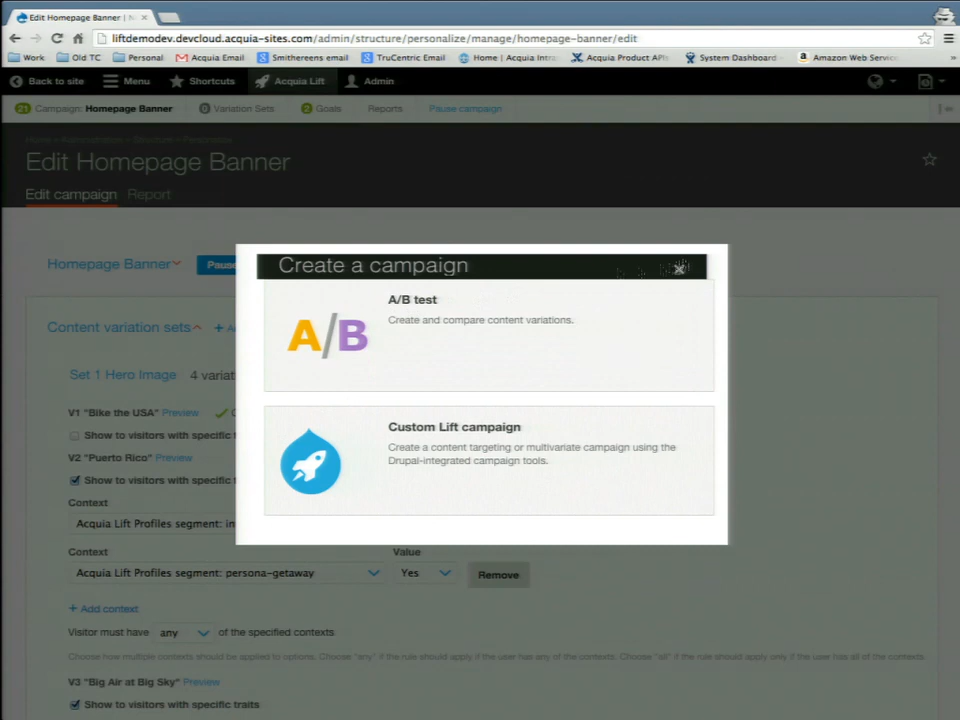 Edit Homepage Banner | N
liftdemodev.devcloud.acquia-sites.com/admin/structure/personalize/manage/homepage-banner/edit
Work Old TC Personal Acquia Email Smithereens email TruCentric Email Home | Acquia Intra Acquia Product APIs System Dashboard Amazon Web Service »
Back to site Menu Shortcuts Acquia Lift Admin
21 Campaign: Homepage Banner 0 Variation Sets 2 Goals Reports Pause campaign
Home » Administration » Structure » Personalize
Edit Homepage Banner
Edit campaign Report
Homepage Banner Pause
Create a campaign
A/B test
Create and compare content variations.
A/B
Content variation sets + A
Set 1 Hero Image 4 variat
V1 "Bike the USA" Preview
Show to visitors with specific t
V2 "Puerto Rico" Preview
Show to visitors with specific t
Custom Lift campaign
Create a content targeting or multivariate campaign using the
Drupal-integrated campaign tools.
Context
Acquia Lift Profiles segment: in
Context Value
Acquia Lift Profiles segment: persona-getaway Yes Remove
+ Add context
Visitor must have any of the specified contexts
Choose how multiple contexts should be applied to options. Choose "any" if the rule should apply if the user has any of the contexts. Choose "all" if the rule should apply only if the user has all of the contexts.
V3 "Big Air at Big Sky" Preview
Show to visitors with specific traits